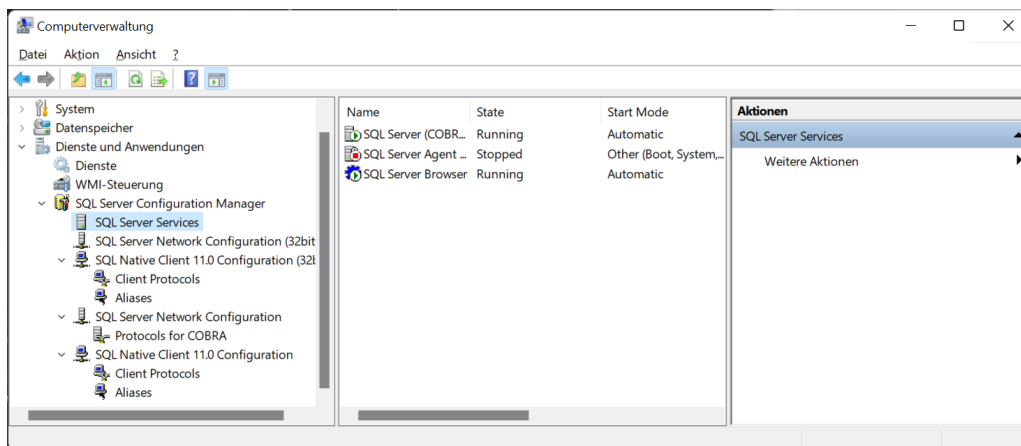 Computerverwaltung
Datei Aktion Ansicht ?
System
Datenspeicher
Dienste und Anwendungen
Dienste
WMI-Steuerung
SQL Server Configuration Manager
SQL Server Services
SQL Server Network Configuration (32bit
SQL Native Client 11.0 Configuration (32b
Client Protocols
Aliases
SQL Server Network Configuration
Protocols for COBRA
SQL Native Client 11.0 Configuration
Client Protocols
Aliases
Name State Start Mode
SQL Server (COBR... Running Automatic
SQL Server Agent ... Stopped Other (Boot, System,...
SQL Server Browser Running Automatic
Aktionen
SQL Server Services
Weitere Aktionen